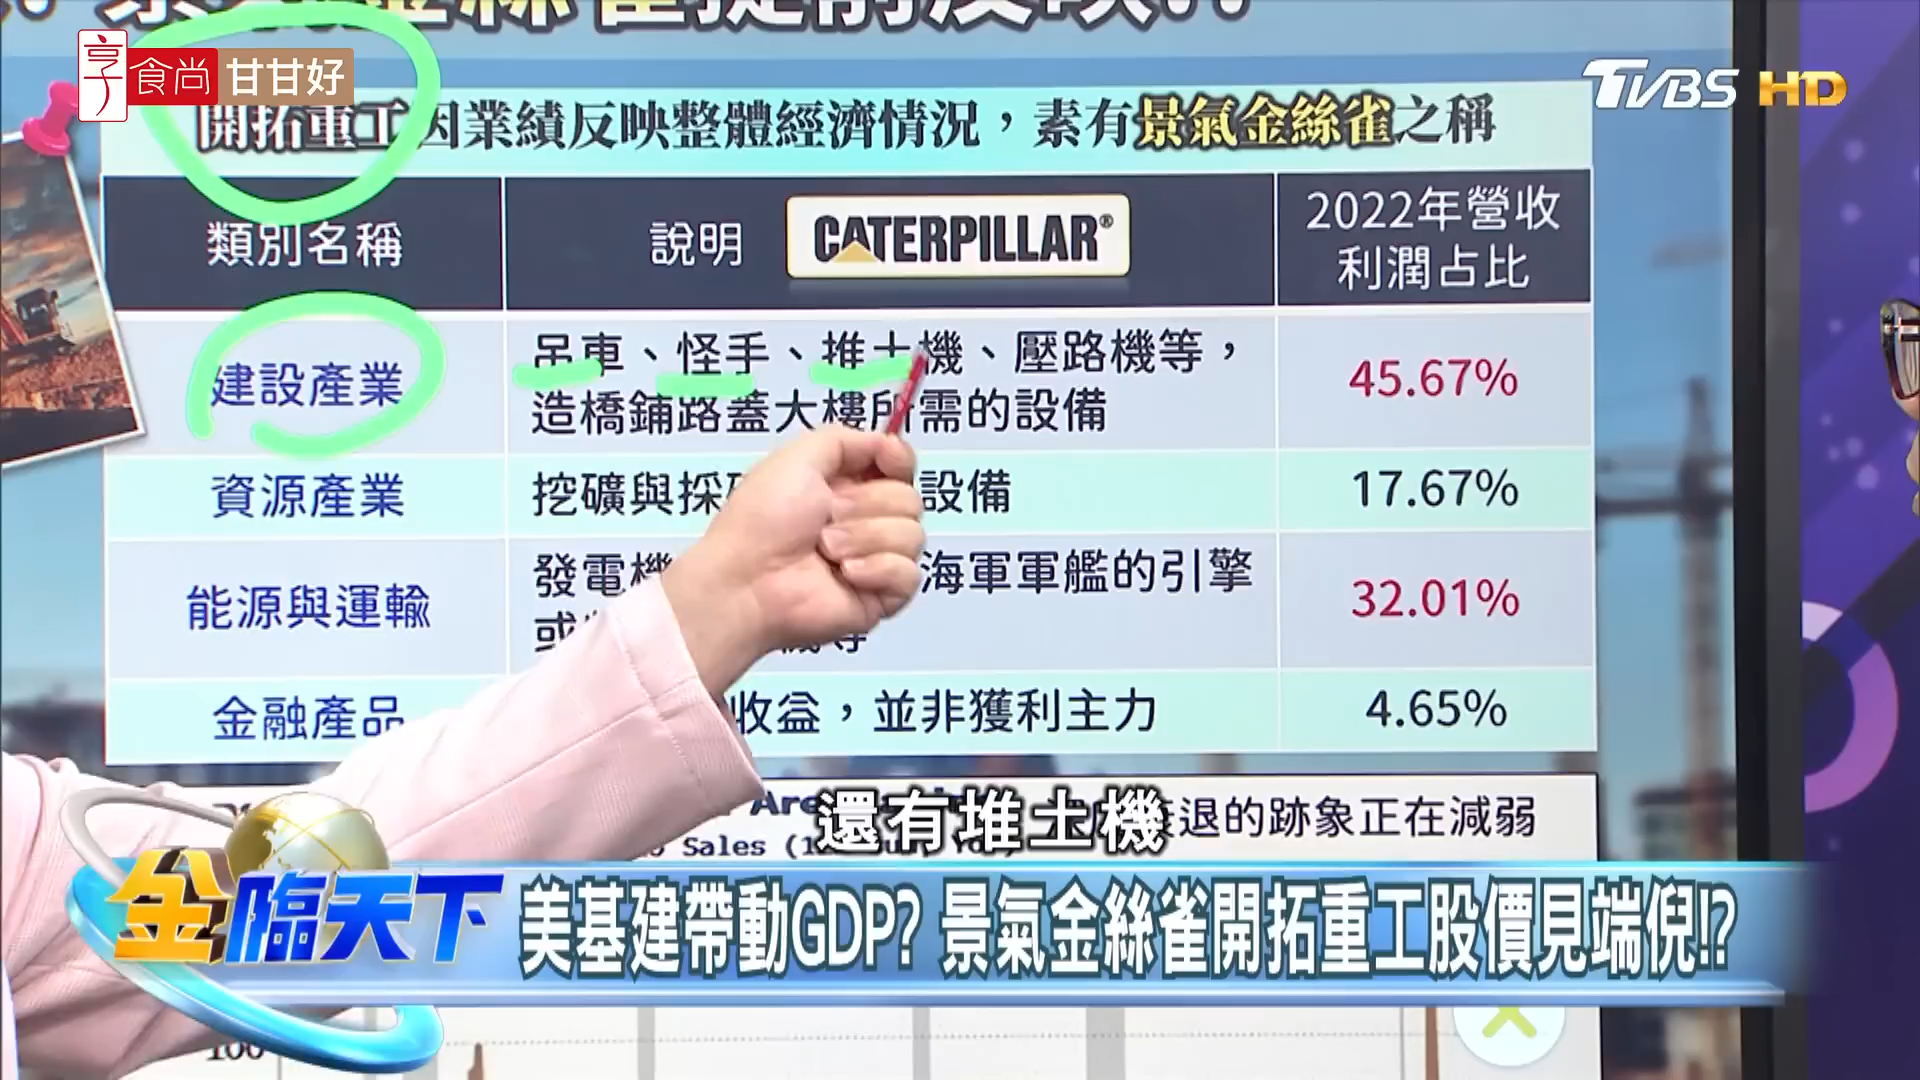 享
食尚
甘甘好
TVBS HD
開拓重工因業績反映整體經濟情況，素有景氣金絲雀之稱
類別名稱
說明
CATERPILLAR®
2022年營收
利潤占比
建設產業
吊車、怪手、推土機、壓路機等，
造橋鋪路蓋大樓所需的設備
45.67%
資源產業
挖礦與採
設備
17.67%
能源與運輸
發電機
海軍軍艦的引擎
或
等
32.01%
金融產品
收益，並非獲利主力
4.65%
還有堆土機
退的跡象正在減弱
Sales
金臨天下
美基建帶動GDP? 景氣金絲雀開拓重工股價見端倪!?
100